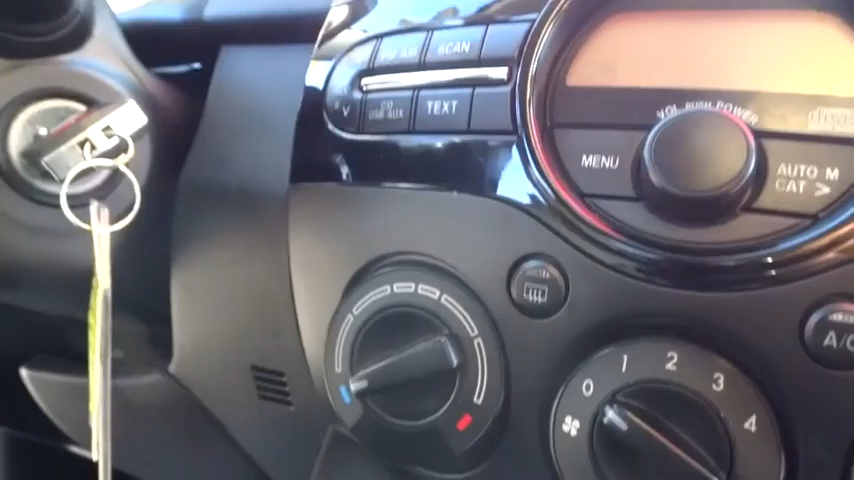 FM AM
SCAN
CD
USB AUX
TEXT
VOL PUSH POWER
MENU
AUTO M
CAT >
0 1 2 3 4
A/C